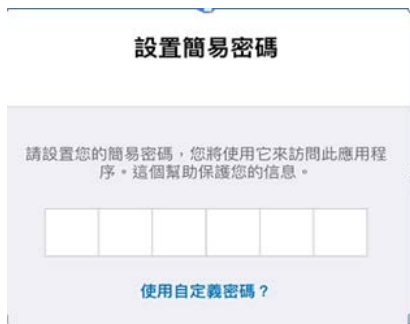 設置簡易密碼
請設置您的簡易密碼，您將使用它來訪問此應用程
序。這個幫助保護您的信息。
使用自定義密碼？